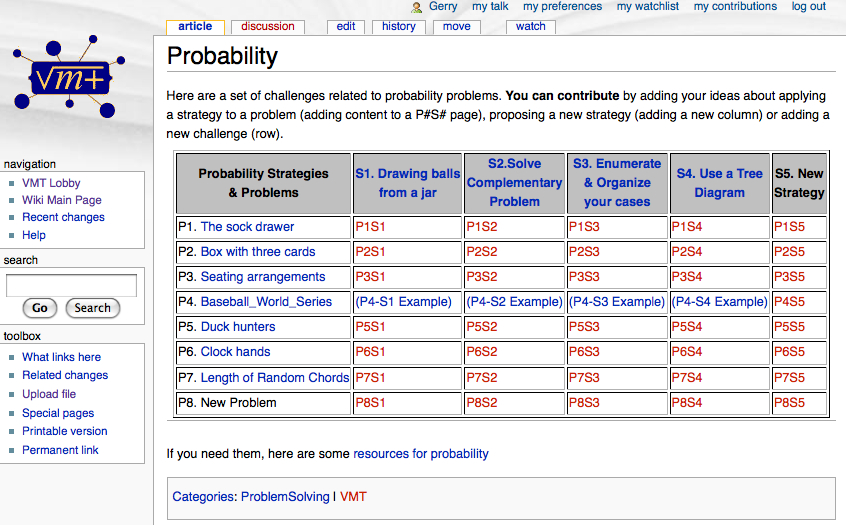 Gerry my talk my preferences my watchlist my contributions log out
article discussion edit history move watch
√m+
Probability
Here are a set of challenges related to probability problems. You can contribute by adding your ideas about applying
a strategy to a problem (adding content to a P#S# page), proposing a new strategy (adding a new column) or adding a
new challenge (row).
navigation
VMT Lobby
Wiki Main Page
Recent changes
Help
search
Go Search
toolbox
What links here
Related changes
Upload file
Special pages
Printable version
Permanent link
Probability Strategies
& Problems
S1. Drawing balls
from a jar
S2.Solve
Complementary
Problem
S3. Enumerate
& Organize
your cases
S4. Use a Tree
Diagram
S5. New
Strategy
P1. The sock drawer P1S1 P1S2 P1S3 P1S4 P1S5
P2. Box with three cards P2S1 P2S2 P2S3 P2S4 P2S5
P3. Seating arrangements P3S1 P3S2 P3S3 P3S4 P3S5
P4. Baseball_World_Series (P4-S1 Example) (P4-S2 Example) (P4-S3 Example) (P4-S4 Example) P4S5
P5. Duck hunters P5S1 P5S2 P5S3 P5S4 P5S5
P6. Clock hands P6S1 P6S2 P6S3 P6S4 P6S5
P7. Length of Random Chords P7S1 P7S2 P7S3 P7S4 P7S5
P8. New Problem P8S1 P8S2 P8S3 P8S4 P8S5
If you need them, here are some resources for probability
Categories: ProblemSolving | VMT